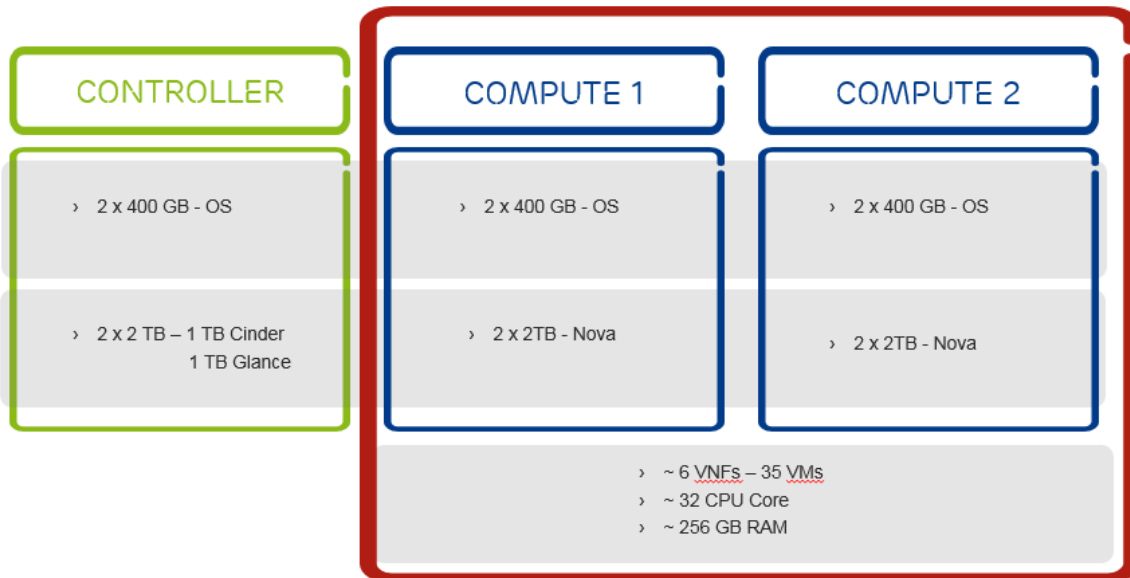 CONTROLLER
COMPUTE 1
COMPUTE 2
› 2 x 400 GB - OS
› 2 x 400 GB - OS
› 2 x 400 GB - OS
› 2 x 2 TB – 1 TB Cinder
1 TB Glance
› 2 x 2TB - Nova
› 2 x 2TB - Nova
› ~ 6 VNFs – 35 VMs
› ~ 32 CPU Core
› ~ 256 GB RAM